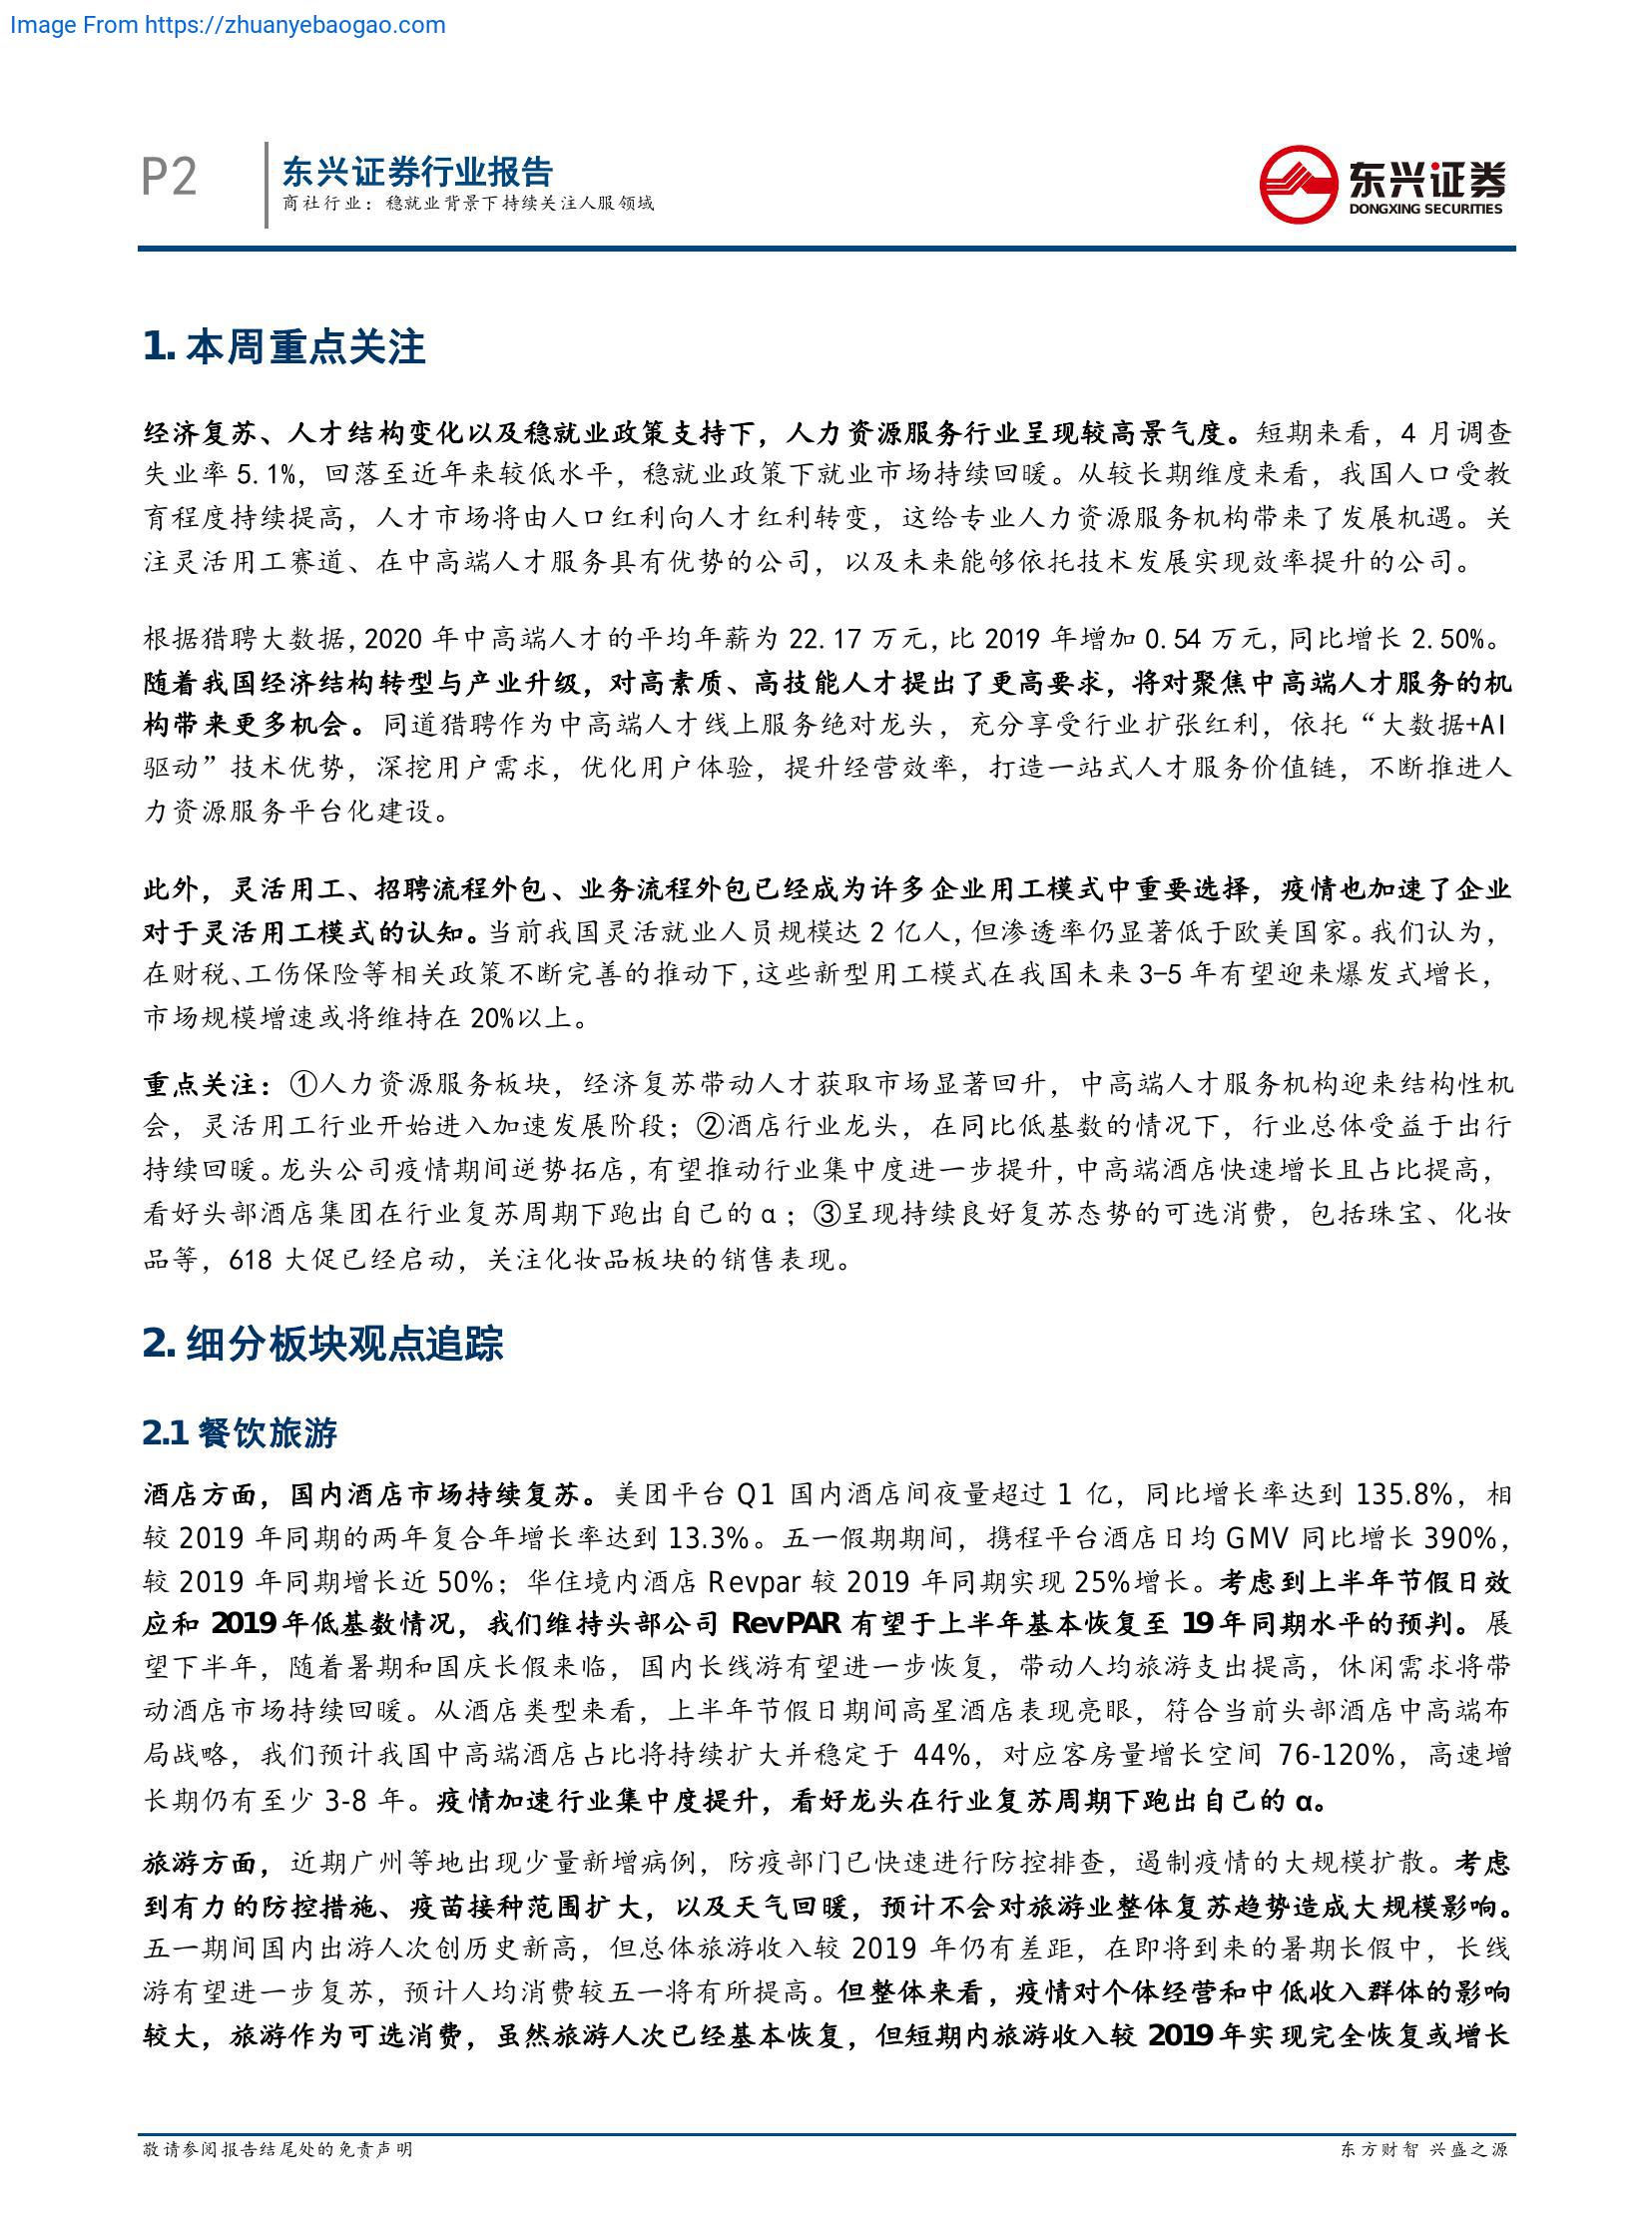 Image From https://zhuanyebaogao.com
P2
东兴证券行业报告
商社行业：稳就业背景下持续关注人服领域
东兴证券
DONGXING SECURITIES
1. 本周重点关注
经济复苏、人才结构变化以及稳就业政策支持下，人力资源服务行业呈现较高景气度。短期来看，4 月调查
失业率 5.1%，回落至近年来较低水平，稳就业政策下就业市场持续回暖。从较长期维度来看，我国人口受教
育程度持续提高，人才市场将由人口红利向人才红利转变，这给专业人力资源服务机构带来了发展机遇。关
注灵活用工赛道、在中高端人才服务具有优势的公司，以及未来能够依托技术发展实现效率提升的公司。
根据猎聘大数据，2020 年中高端人才的平均年薪为 22.17 万元，比 2019 年增加 0.54 万元，同比增长 2.50%。
随着我国经济结构转型与产业升级，对高素质、高技能人才提出了更高要求，将对聚焦中高端人才服务的机
构带来更多机会。同道猎聘作为中高端人才线上服务绝对龙头，充分享受行业扩张红利，依托“大数据+AI
驱动”技术优势，深挖用户需求，优化用户体验，提升经营效率，打造一站式人才服务价值链，不断推进人
力资源服务平台化建设。
此外，灵活用工、招聘流程外包、业务流程外包已经成为许多企业用工模式中重要选择，疫情也加速了企业
对于灵活用工模式的认知。当前我国灵活就业人员规模达 2 亿人，但渗透率仍显著低于欧美国家。我们认为，
在财税、工伤保险等相关政策不断完善的推动下，这些新型用工模式在我国未来 3-5 年有望迎来爆发式增长，
市场规模增速或将维持在 20%以上。
重点关注：①人力资源服务板块，经济复苏带动人才获取市场显著回升，中高端人才服务机构迎来结构性机
会，灵活用工行业开始进入加速发展阶段；②酒店行业龙头，在同比低基数的情况下，行业总体受益于出行
持续回暖。龙头公司疫情期间逆势拓店，有望推动行业集中度进一步提升，中高端酒店快速增长且占比提高，
看好头部酒店集团在行业复苏周期下跑出自己的 α；③呈现持续良好复苏态势的可选消费，包括珠宝、化妆
品等，618 大促已经启动，关注化妆品板块的销售表现。
2. 细分板块观点追踪
2.1 餐饮旅游
酒店方面，国内酒店市场持续复苏。美团平台 Q1 国内酒店间夜量超过 1 亿，同比增长率达到 135.8%，相
较 2019 年同期的两年复合年增长率达到 13.3%。五一假期期间，携程平台酒店日均 GMV 同比增长 390%，
较 2019 年同期增长近 50%；华住境内酒店 Revpar 较 2019 年同期实现 25%增长。考虑到上半年节假日效
应和 2019 年低基数情况，我们维持头部公司 RevPAR 有望于上半年基本恢复至 19 年同期水平的预判。展
望下半年，随着暑期和国庆长假来临，国内长线游有望进一步恢复，带动人均旅游支出提高，休闲需求将带
动酒店市场持续回暖。从酒店类型来看，上半年节假日期间高星酒店表现亮眼，符合当前头部酒店中高端布
局战略，我们预计我国中高端酒店占比将持续扩大并稳定于 44%，对应客房量增长空间 76-120%，高速增
长期仍有至少 3-8 年。疫情加速行业集中度提升，看好龙头在行业复苏周期下跑出自己的 α。
旅游方面，近期广州等地出现少量新增病例，防疫部门已快速进行防控排查，遏制疫情的大规模扩散。考虑
到有力的防控措施、疫苗接种范围扩大，以及天气回暖，预计不会对旅游业整体复苏趋势造成大规模影响。
五一期间国内出游人次创历史新高，但总体旅游收入较 2019 年仍有差距，在即将到来的暑期长假中，长线
游有望进一步复苏，预计人均消费较五一将有所提高。但整体来看，疫情对个体经营和中低收入群体的影响
较大，旅游作为可选消费，虽然旅游人次已经基本恢复，但短期内旅游收入较 2019 年实现完全恢复或增长
敬请参阅报告结尾处的免责声明
东方财智 兴盛之源